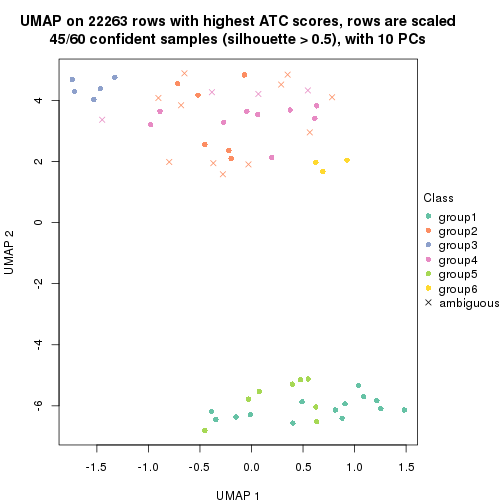 UMAP on 22263 rows with highest ATC scores, rows are scaled
45/60 confident samples (silhouette > 0.5), with 10 PCs
4
2
0
-2
-4
-6
UMAP 2
-1.5 -1.0 -0.5 0.0 0.5 1.0 1.5
UMAP 1
Class
group1
group2
group3
group4
group5
group6
ambiguous